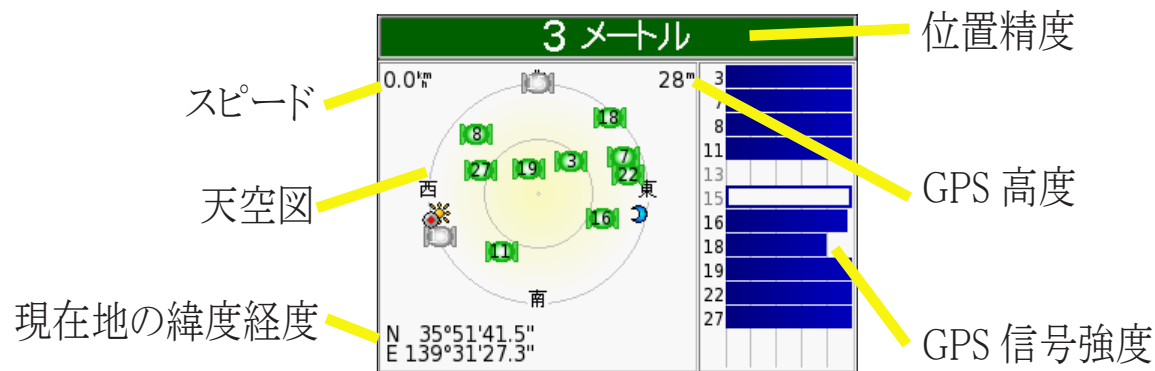 3 メートル
位置精度
0.0 km/h
28m
スピード
天空図
西
東
南
8
18
27
19
3
7
22
16
11
GPS 高度
現在地の緯度経度
N 35°51'41.5"
E 139°31'27.3"
3
7
8
11
13
15
16
18
19
22
27
GPS 信号強度